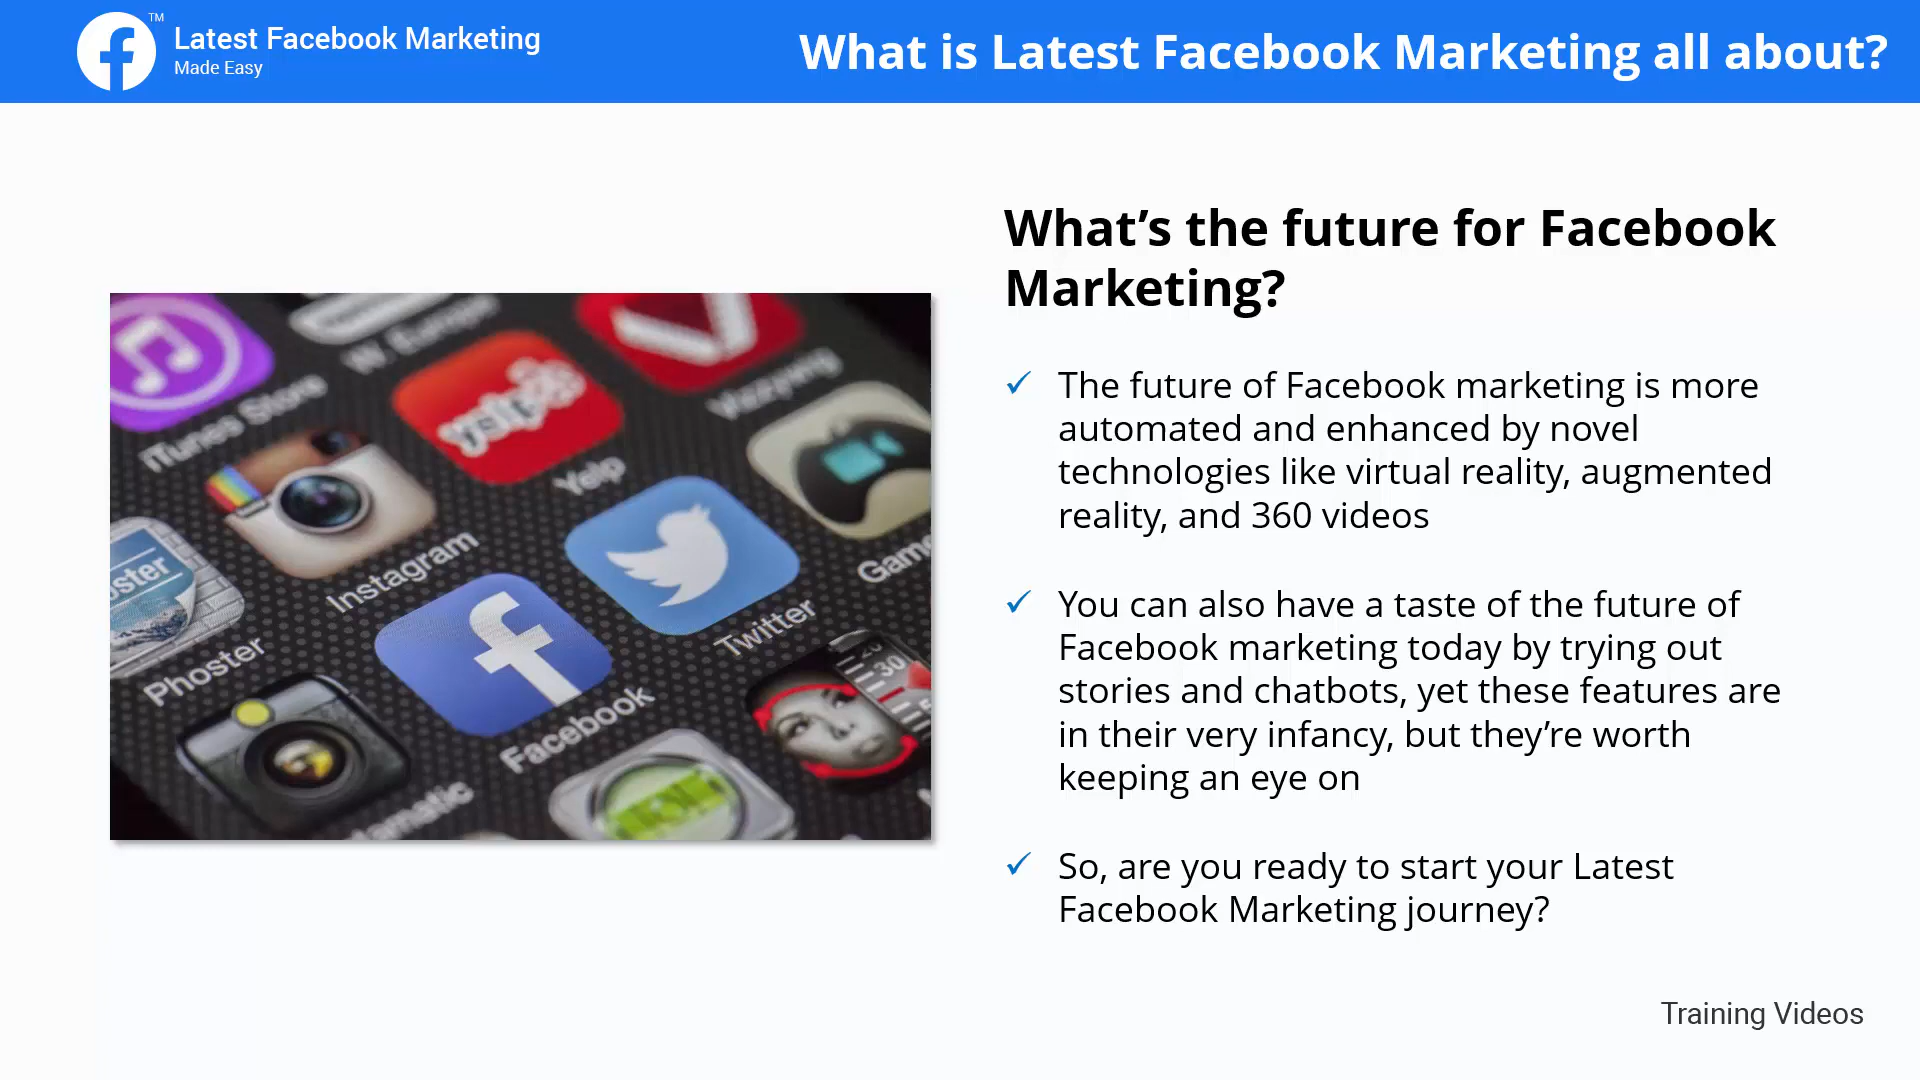 TM
Latest Facebook Marketing
Made Easy
What is Latest Facebook Marketing all about?
What’s the future for Facebook
Marketing?
The future of Facebook marketing is more
automated and enhanced by novel
technologies like virtual reality, augmented
reality, and 360 videos
You can also have a taste of the future of
Facebook marketing today by trying out
stories and chatbots, yet these features are
in their very infancy, but they’re worth
keeping an eye on
So, are you ready to start your Latest
Facebook Marketing journey?
iTunes Store
W. Europe
yelp
Yelp
Instagram
Twitter
Phoster
Facebook
30
Training Videos